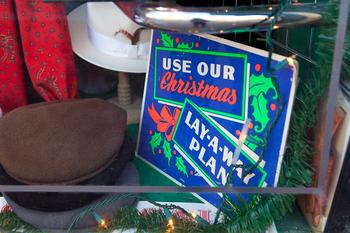 USE OUR
Christmas
LAY-A-WAY
PLAN